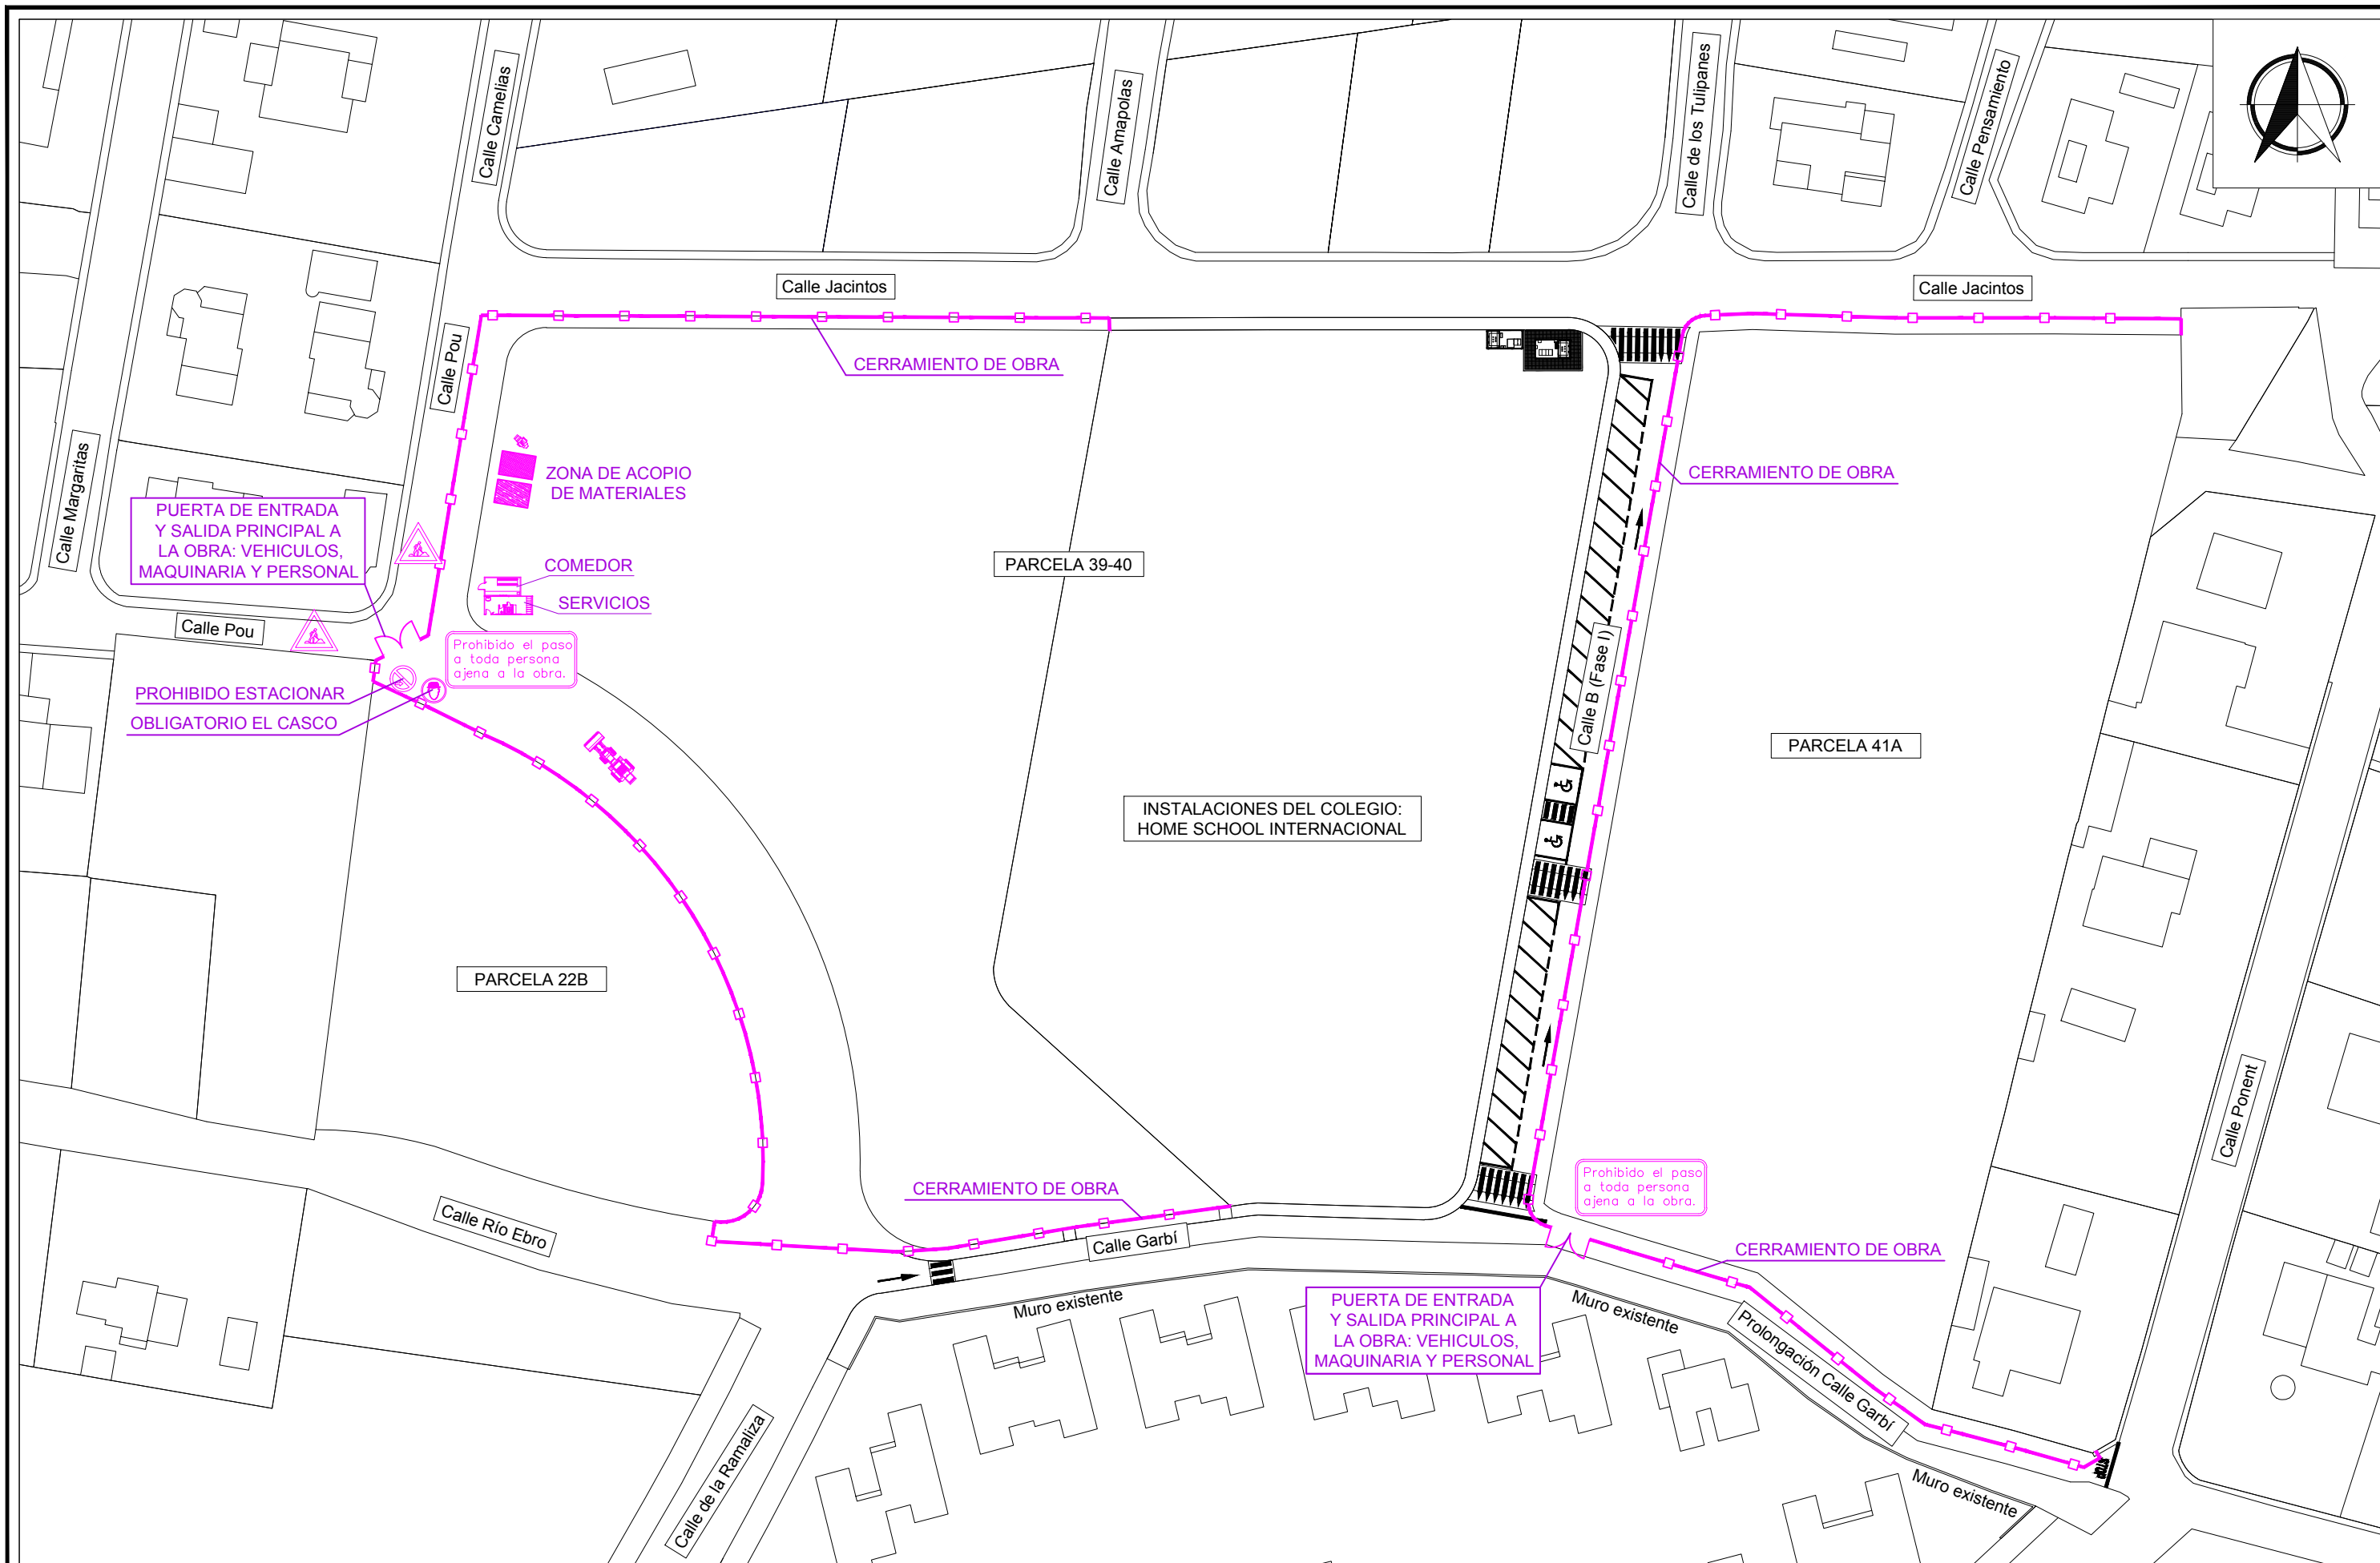 Calle Camelias
Calle Amapolas
Calle de los Tulipanes
Calle Pensamiento
Calle Jacintos
Calle Jacintos
CERRAMIENTO DE OBRA
Calle Pou
Calle Margaritas
ZONA DE ACOPIO
DE MATERIALES
CERRAMIENTO DE OBRA
PUERTA DE ENTRADA
Y SALIDA PRINCIPAL A
LA OBRA: VEHICULOS,
MAQUINARIA Y PERSONAL
COMEDOR
SERVICIOS
PARCELA 39-40
Calle Pou
Prohibido el paso
a toda persona
ajena a la obra.
PROHIBIDO ESTACIONAR
OBLIGATORIO EL CASCO
Calle B (Fase I)
PARCELA 41A
INSTALACIONES DEL COLEGIO:
HOME SCHOOL INTERNACIONAL
PARCELA 22B
Calle Ponent
CERRAMIENTO DE OBRA
Prohibido el paso
a toda persona
ajena a la obra.
Calle Río Ebro
Calle Garbí
CERRAMIENTO DE OBRA
Muro existente
PUERTA DE ENTRADA
Y SALIDA PRINCIPAL A
LA OBRA: VEHICULOS,
MAQUINARIA Y PERSONAL
Muro existente
Prolongación Calle Garbí
Calle de la Ramaliza
STOP
Muro existente